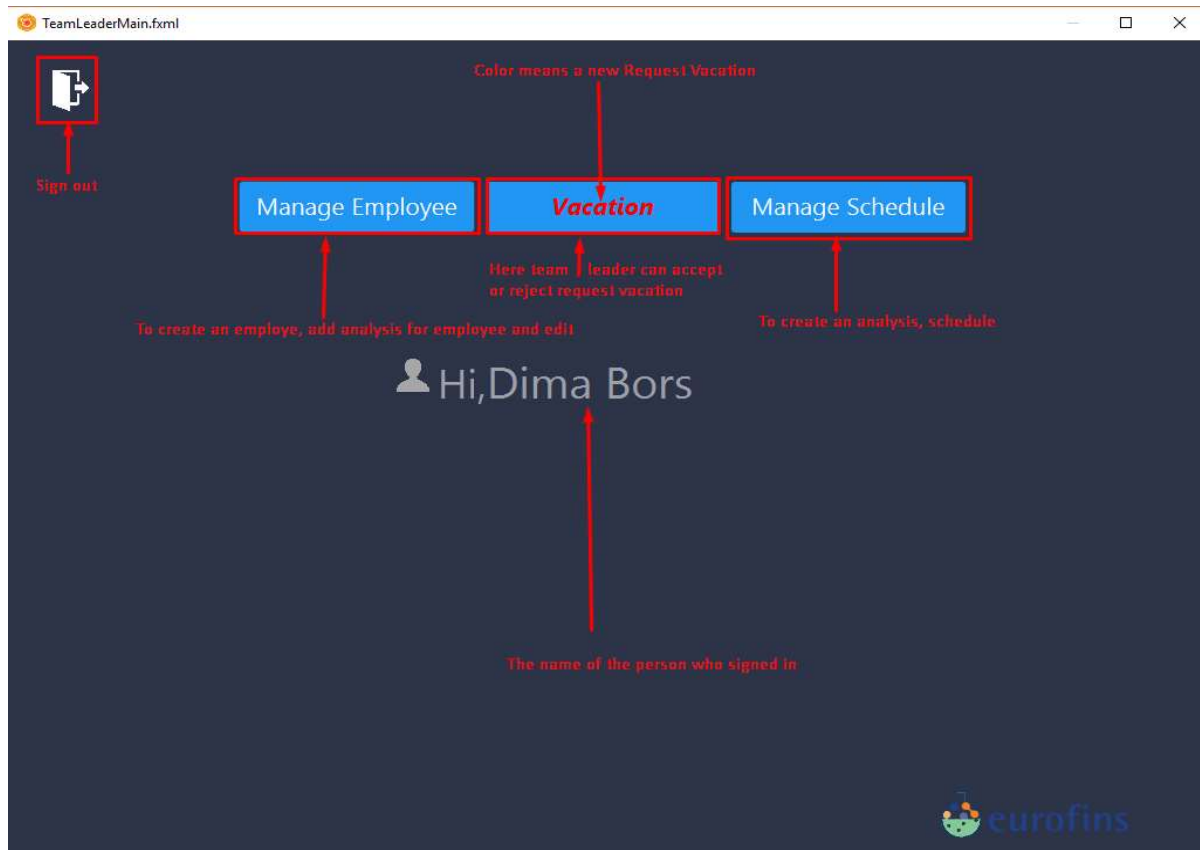 TeamLeaderMain.fxml
Color means a new Request Vacation
Sign out
Manage Employee
Vacation
Manage Schedule
Here team leader can accept
or reject request vacation
To create an employe, add analysis for employee and edit
To create an analysis, schedule
Hi,Dima Bors
The name of the person who signed in
eurofins